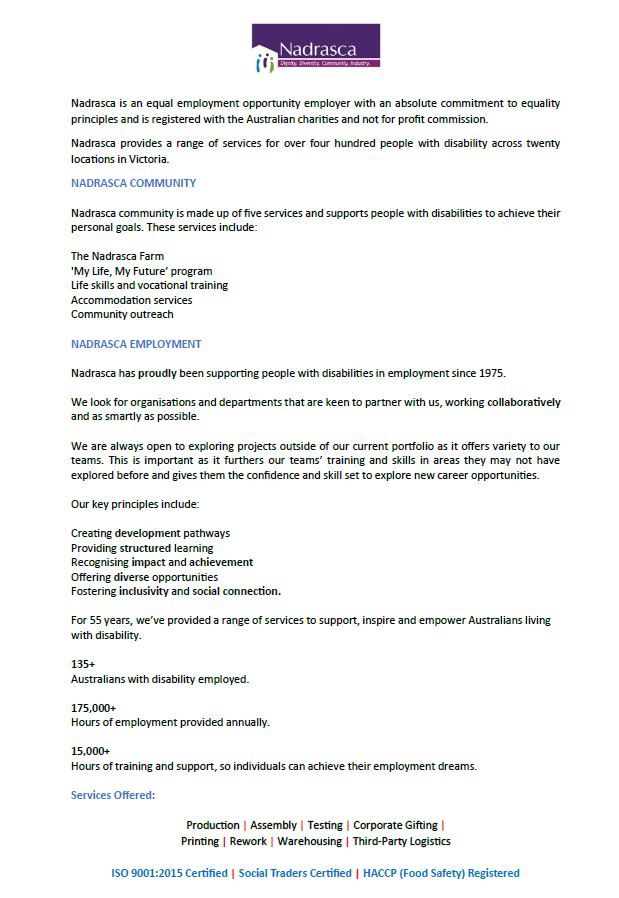 Nadrasca
Dignity. Diversity. Community. Industry.
Nadrasca is an equal employment opportunity employer with an absolute commitment to equality
principles and is registered with the Australian charities and not for profit commission.
Nadrasca provides a range of services for over four hundred people with disability across twenty
locations in Victoria.
NADRASCA COMMUNITY
Nadrasca community is made up of five services and supports people with disabilities to achieve their
personal goals. These services include:
The Nadrasca Farm
'My Life, My Future’ program
Life skills and vocational training
Accommodation services
Community outreach
NADRASCA EMPLOYMENT
Nadrasca has proudly been supporting people with disabilities in employment since 1975.
We look for organisations and departments that are keen to partner with us, working collaboratively
and as smartly as possible.
We are always open to exploring projects outside of our current portfolio as it offers variety to our
teams. This is important as it furthers our teams’ training and skills in areas they may not have
explored before and gives them the confidence and skill set to explore new career opportunities.
Our key principles include:
Creating development pathways
Providing structured learning
Recognising impact and achievement
Offering diverse opportunities
Fostering inclusivity and social connection.
For 55 years, we’ve provided a range of services to support, inspire and empower Australians living
with disability.
135+
Australians with disability employed.
175,000+
Hours of employment provided annually.
15,000+
Hours of training and support, so individuals can achieve their employment dreams.
Services Offered:
Production | Assembly | Testing | Corporate Gifting |
Printing | Rework | Warehousing | Third-Party Logistics
ISO 9001:2015 Certified | Social Traders Certified | HACCP (Food Safety) Registered